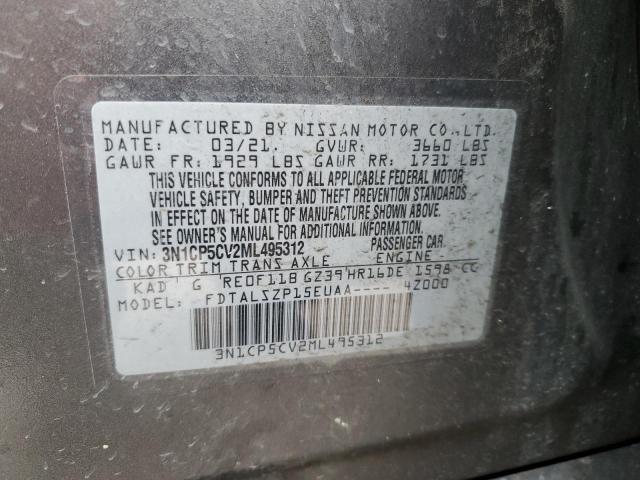 MANUFACTURED BY NISSAN MOTOR CO.,LTD.
DATE: 03/21. GVWR: 3660 LBS
GAWR FR: 1929 LBS GAWR RR: 1731 LBS
THIS VEHICLE CONFORMS TO ALL APPLICABLE FEDERAL MOTOR
VEHICLE SAFETY, BUMPER AND THEFT PREVENTION STANDARDS
IN EFFECT ON THE DATE OF MANUFACTURE SHOWN ABOVE.
SEE OWNER'S MANUAL FOR ADDITIONAL INFORMATION.
VIN: 3N1CP5CV2ML495312 PASSENGER CAR.
COLOR TRIM TRANS AXLE ENGINE
KAD G RE0F11B GZ39 HR16DE 1598 CC
MODEL: FDTALSZP15EUAA---- 4Z000
3N1CP5CV2ML495312